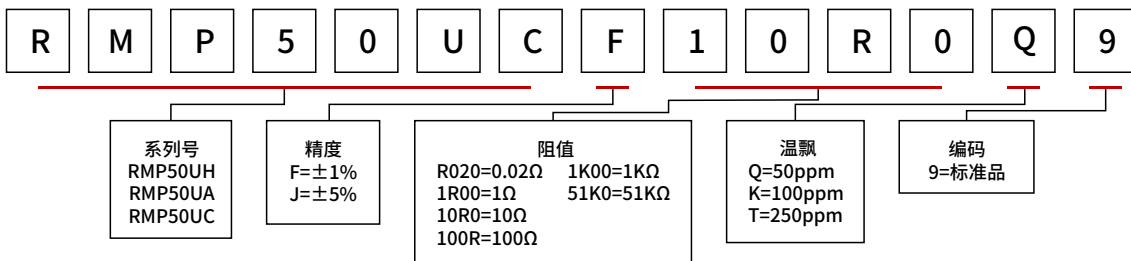 R M P 5 0 U C F 1 0 R 0 Q 9
系列号
RMP50UH
RMP50UA
RMP50UC
精度
F=±1%
J=±5%
阻值
R020=0.02Ω 1K00=1KΩ
1R00=1Ω 51K0=51KΩ
10R0=10Ω
100R=100Ω
温飘
Q=50ppm
K=100ppm
T=250ppm
编码
9=标准品